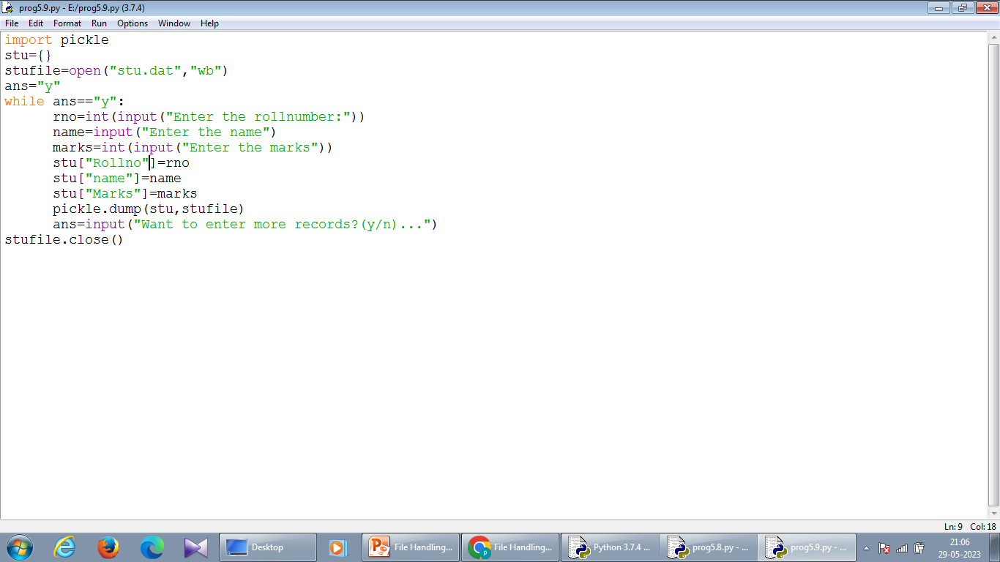 prog5.9.py - E:/prog5.9.py (3.7.4)
File Edit Format Run Options Window Help
import pickle
stu={}
stufile=open("stu.dat","wb")
ans="y"
while ans=="y":
      rno=int(input("Enter the rollnumber:"))
      name=input("Enter the name")
      marks=int(input("Enter the marks"))
      stu["Rollno"]=rno
      stu["name"]=name
      stu["Marks"]=marks
      pickle.dump(stu,stufile)
      ans=input("Want to enter more records?(y/n)...")
stufile.close()
Ln: 9 Col: 18
Desktop File Handling... File Handling... Python 3.7.4 ... prog5.8.py - ... prog5.9.py - ...
21:06
29-05-2023